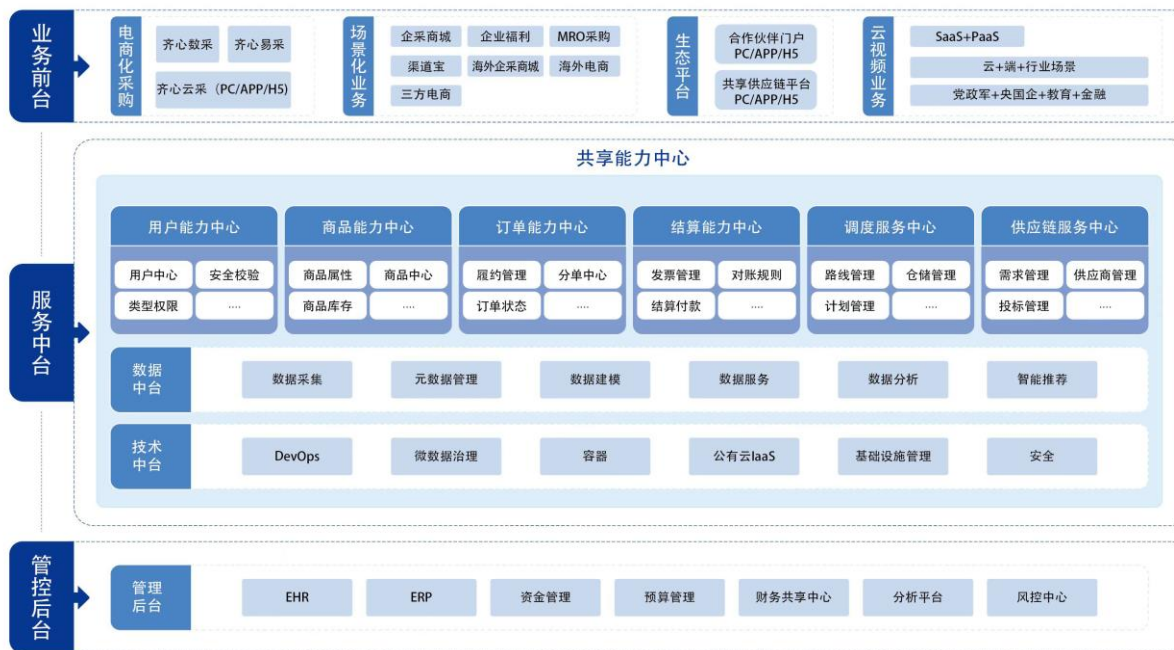 业务前台
电商化采购
齐心数采
齐心易采
齐心云采（PC/APP/H5）
场景化业务
企采商城
企业福利
MRO采购
渠道宝
海外企采商城
海外电商
三方电商
生态平台
合作伙伴门户
PC/APP/H5
共享供应链平台
PC/APP/H5
云视频业务
SaaS+PaaS
云+端+行业场景
党政军+央国企+教育+金融
服务中台
共享能力中心
用户能力中心
用户中心
安全校验
类型权限
....
商品能力中心
商品属性
商品中心
商品库存
....
订单能力中心
履约管理
分单中心
订单状态
....
结算能力中心
发票管理
对账规则
结算付款
....
调度服务中心
路线管理
仓储管理
计划管理
....
供应链服务中心
需求管理
供应商管理
投标管理
....
数据
中台
数据采集
元数据管理
数据建模
数据服务
数据分析
智能推荐
技术
中台
DevOps
微数据治理
容器
公有云IaaS
基础设施管理
安全
管控后台
管理
后台
EHR
ERP
资金管理
预算管理
财务共享中心
分析平台
风控中心